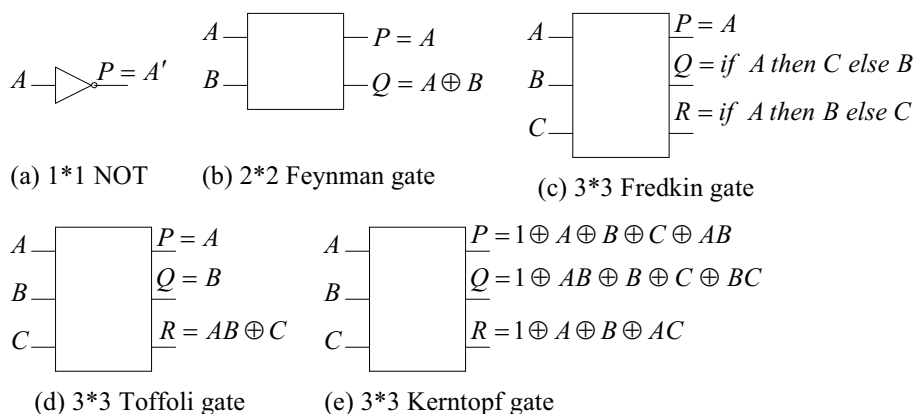 A P = A′
(a) 1*1 NOT
A P = A
B Q = A ⊕ B
(b) 2*2 Feynman gate
A P = A
B Q = if A then C else B
C R = if A then B else C
(c) 3*3 Fredkin gate
A P = A
B Q = B
C R = AB ⊕ C
(d) 3*3 Toffoli gate
A P = 1 ⊕ A ⊕ B ⊕ C ⊕ AB
B Q = 1 ⊕ AB ⊕ B ⊕ C ⊕ BC
C R = 1 ⊕ A ⊕ B ⊕ AC
(e) 3*3 Kerntopf gate